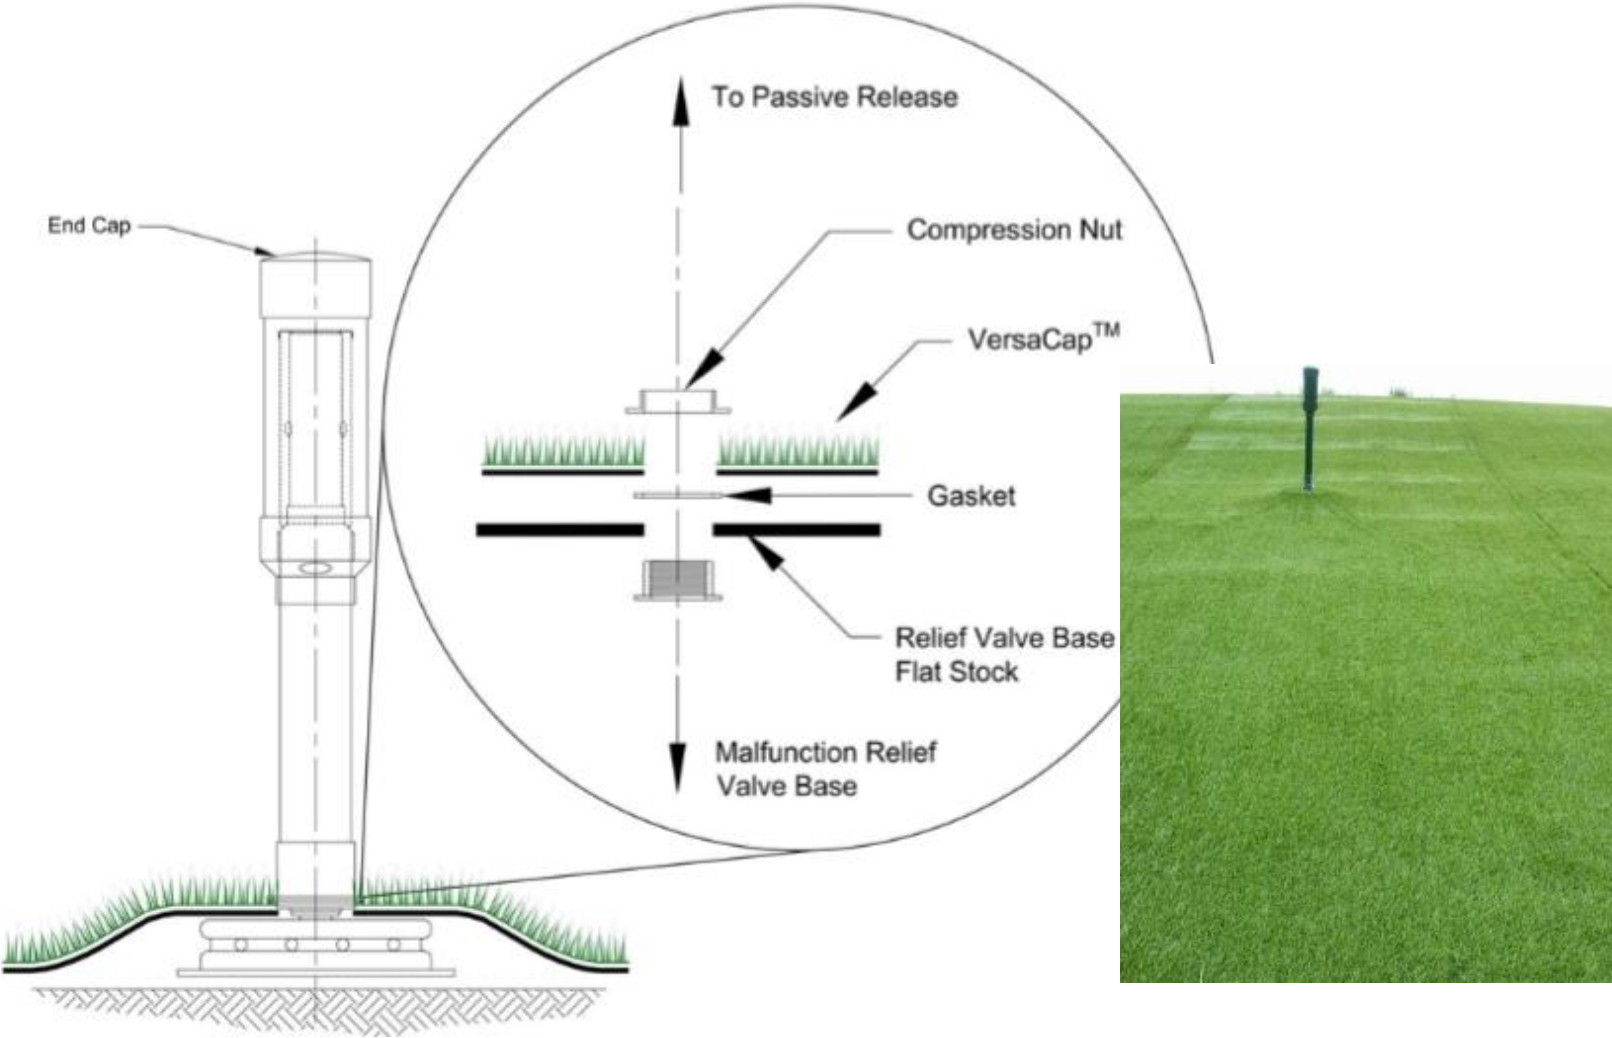 To Passive Release
End Cap
Compression Nut
VersaCap™
Gasket
Relief Valve Base
Flat Stock
Malfunction Relief
Valve Base